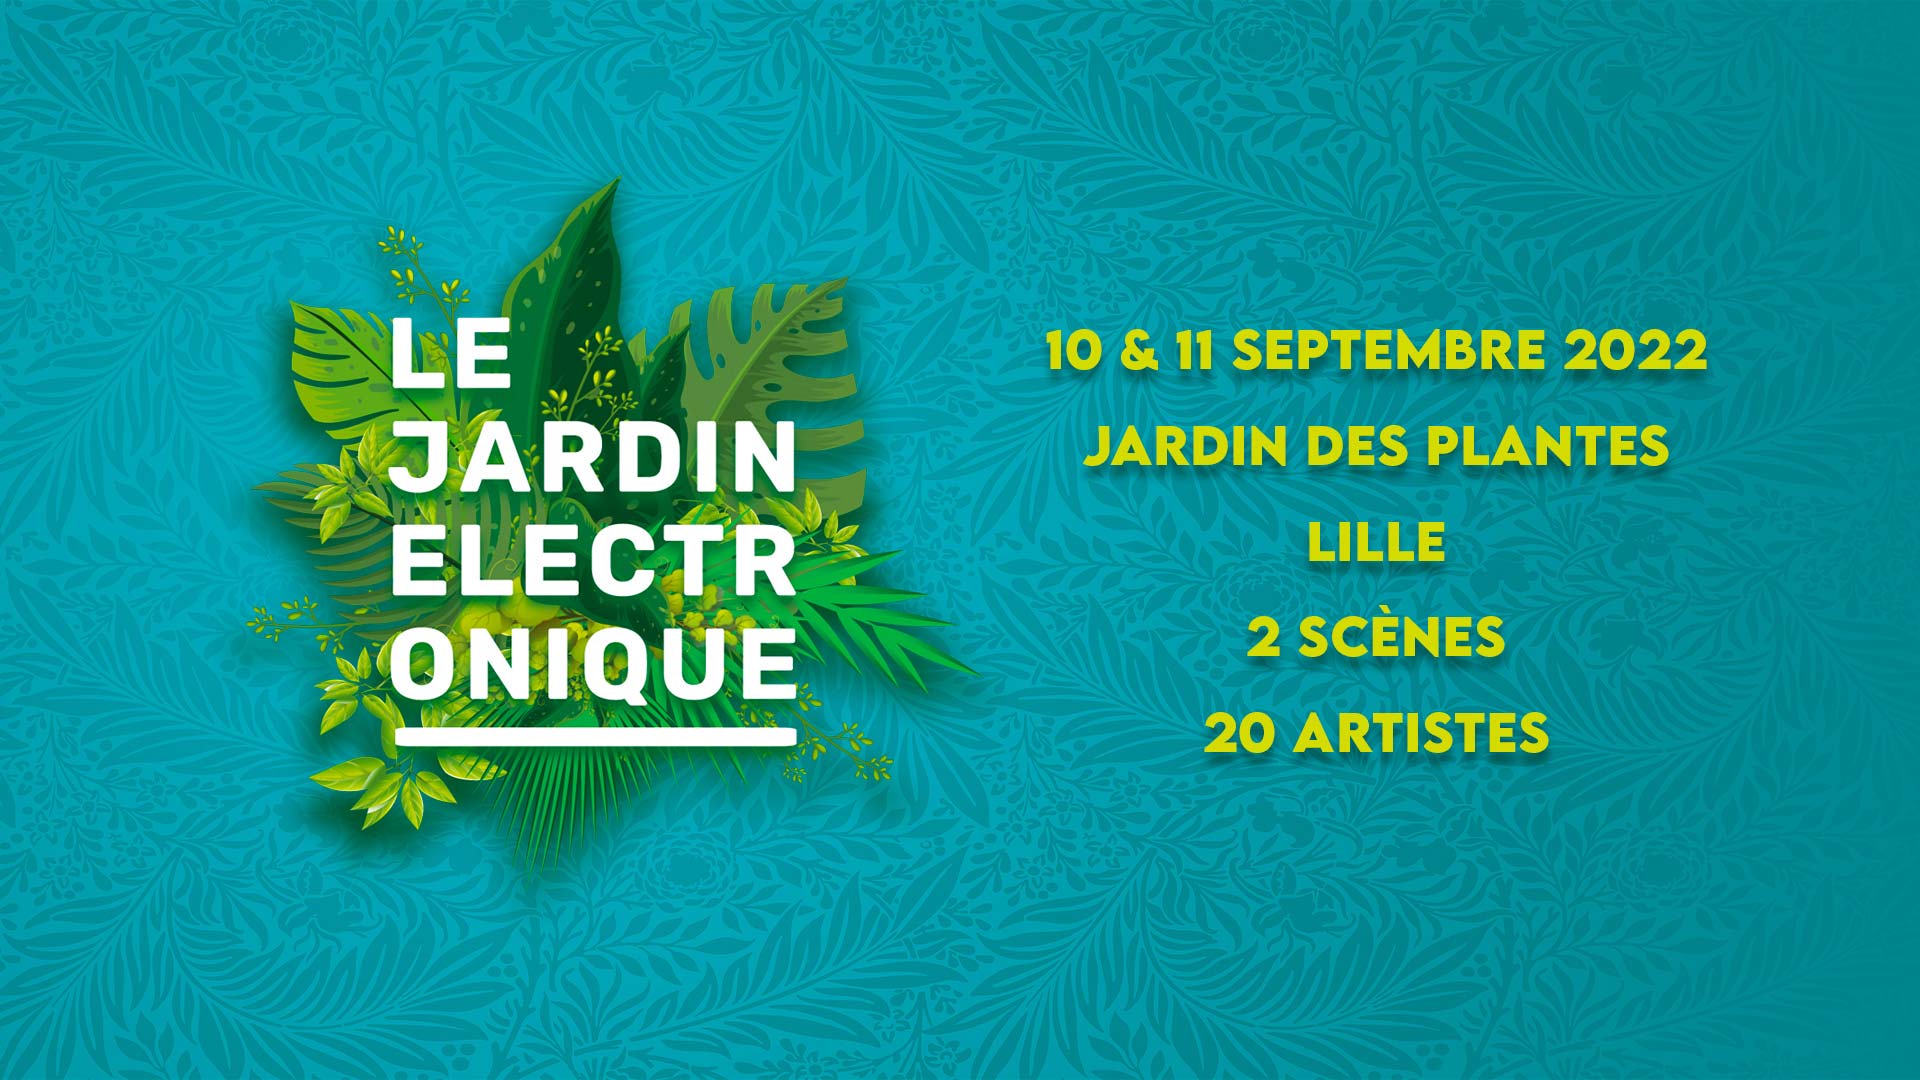 LE
JARDIN
ELECTR
ONIQUE
10 & 11 SEPTEMBRE 2022
JARDIN DES PLANTES
LILLE
2 SCÈNES
20 ARTISTES